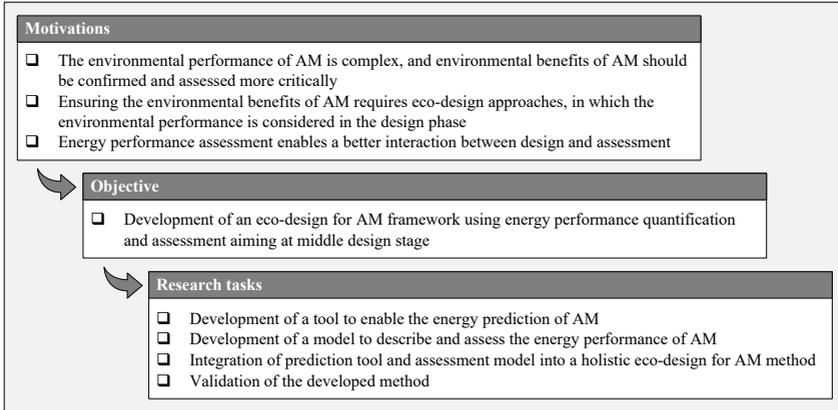 Motivations
❑ The environmental performance of AM is complex, and environmental benefits of AM should
be confirmed and assessed more critically
❑ Ensuring the environmental benefits of AM requires eco-design approaches, in which the
environmental performance is considered in the design phase
❑ Energy performance assessment enables a better interaction between design and assessment
Objective
❑ Development of an eco-design for AM framework using energy performance quantification
and assessment aiming at middle design stage
Research tasks
❑ Development of a tool to enable the energy prediction of AM
❑ Development of a model to describe and assess the energy performance of AM
❑ Integration of prediction tool and assessment model into a holistic eco-design for AM method
❑ Validation of the developed method